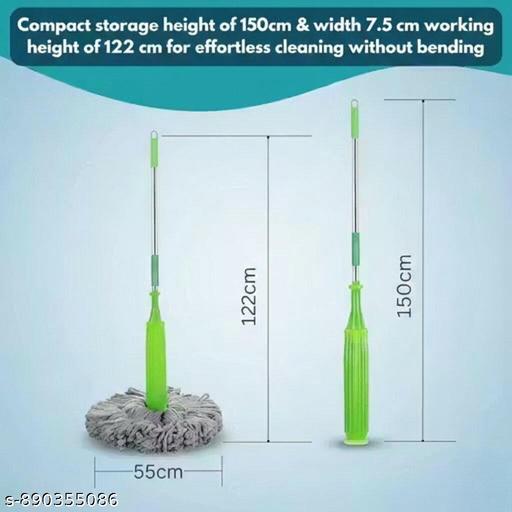 Compact storage height of 150cm & width 7.5 cm working
height of 122 cm for effortless cleaning without bending
122cm
150cm
55cm
s-890355086